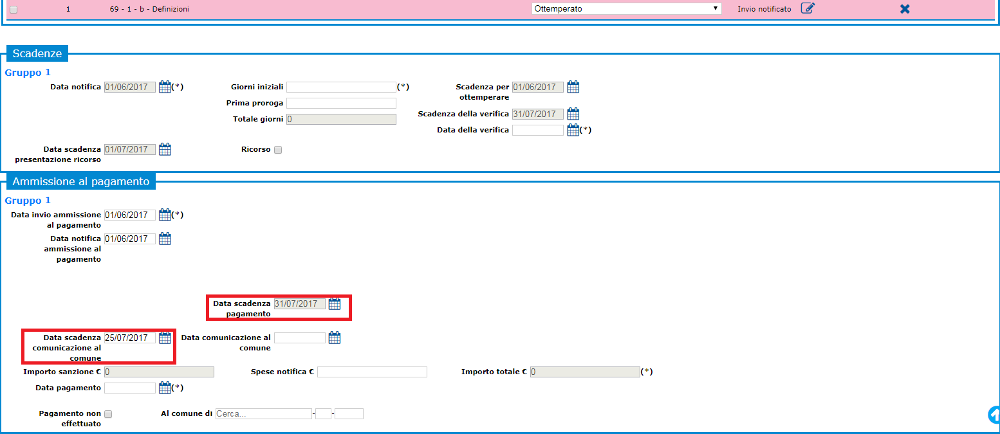 1 69 - 1 - b - Definizioni Ottemperato Invio notificato
Scadenze
Gruppo 1
Data notifica 01/06/2017 (*) Giorni iniziali (*) Scadenza per ottemperare 01/06/2017
Prima proroga
Totale giorni 0 Scadenza della verifica 31/07/2017
Data della verifica (*)
Data scadenza presentazione ricorso 01/07/2017 Ricorso
Ammissione al pagamento
Gruppo 1
Data invio ammissione al pagamento 01/06/2017 (*)
Data notifica ammissione al pagamento 01/06/2017
Data scadenza pagamento 31/07/2017
Data scadenza comunicazione al comune 25/07/2017 Data comunicazione al comune
Importo sanzione € 0 Spese notifica € Importo totale € 0 (*)
Data pagamento (*)
Pagamento non effettuato Al comune di Cerca... - -